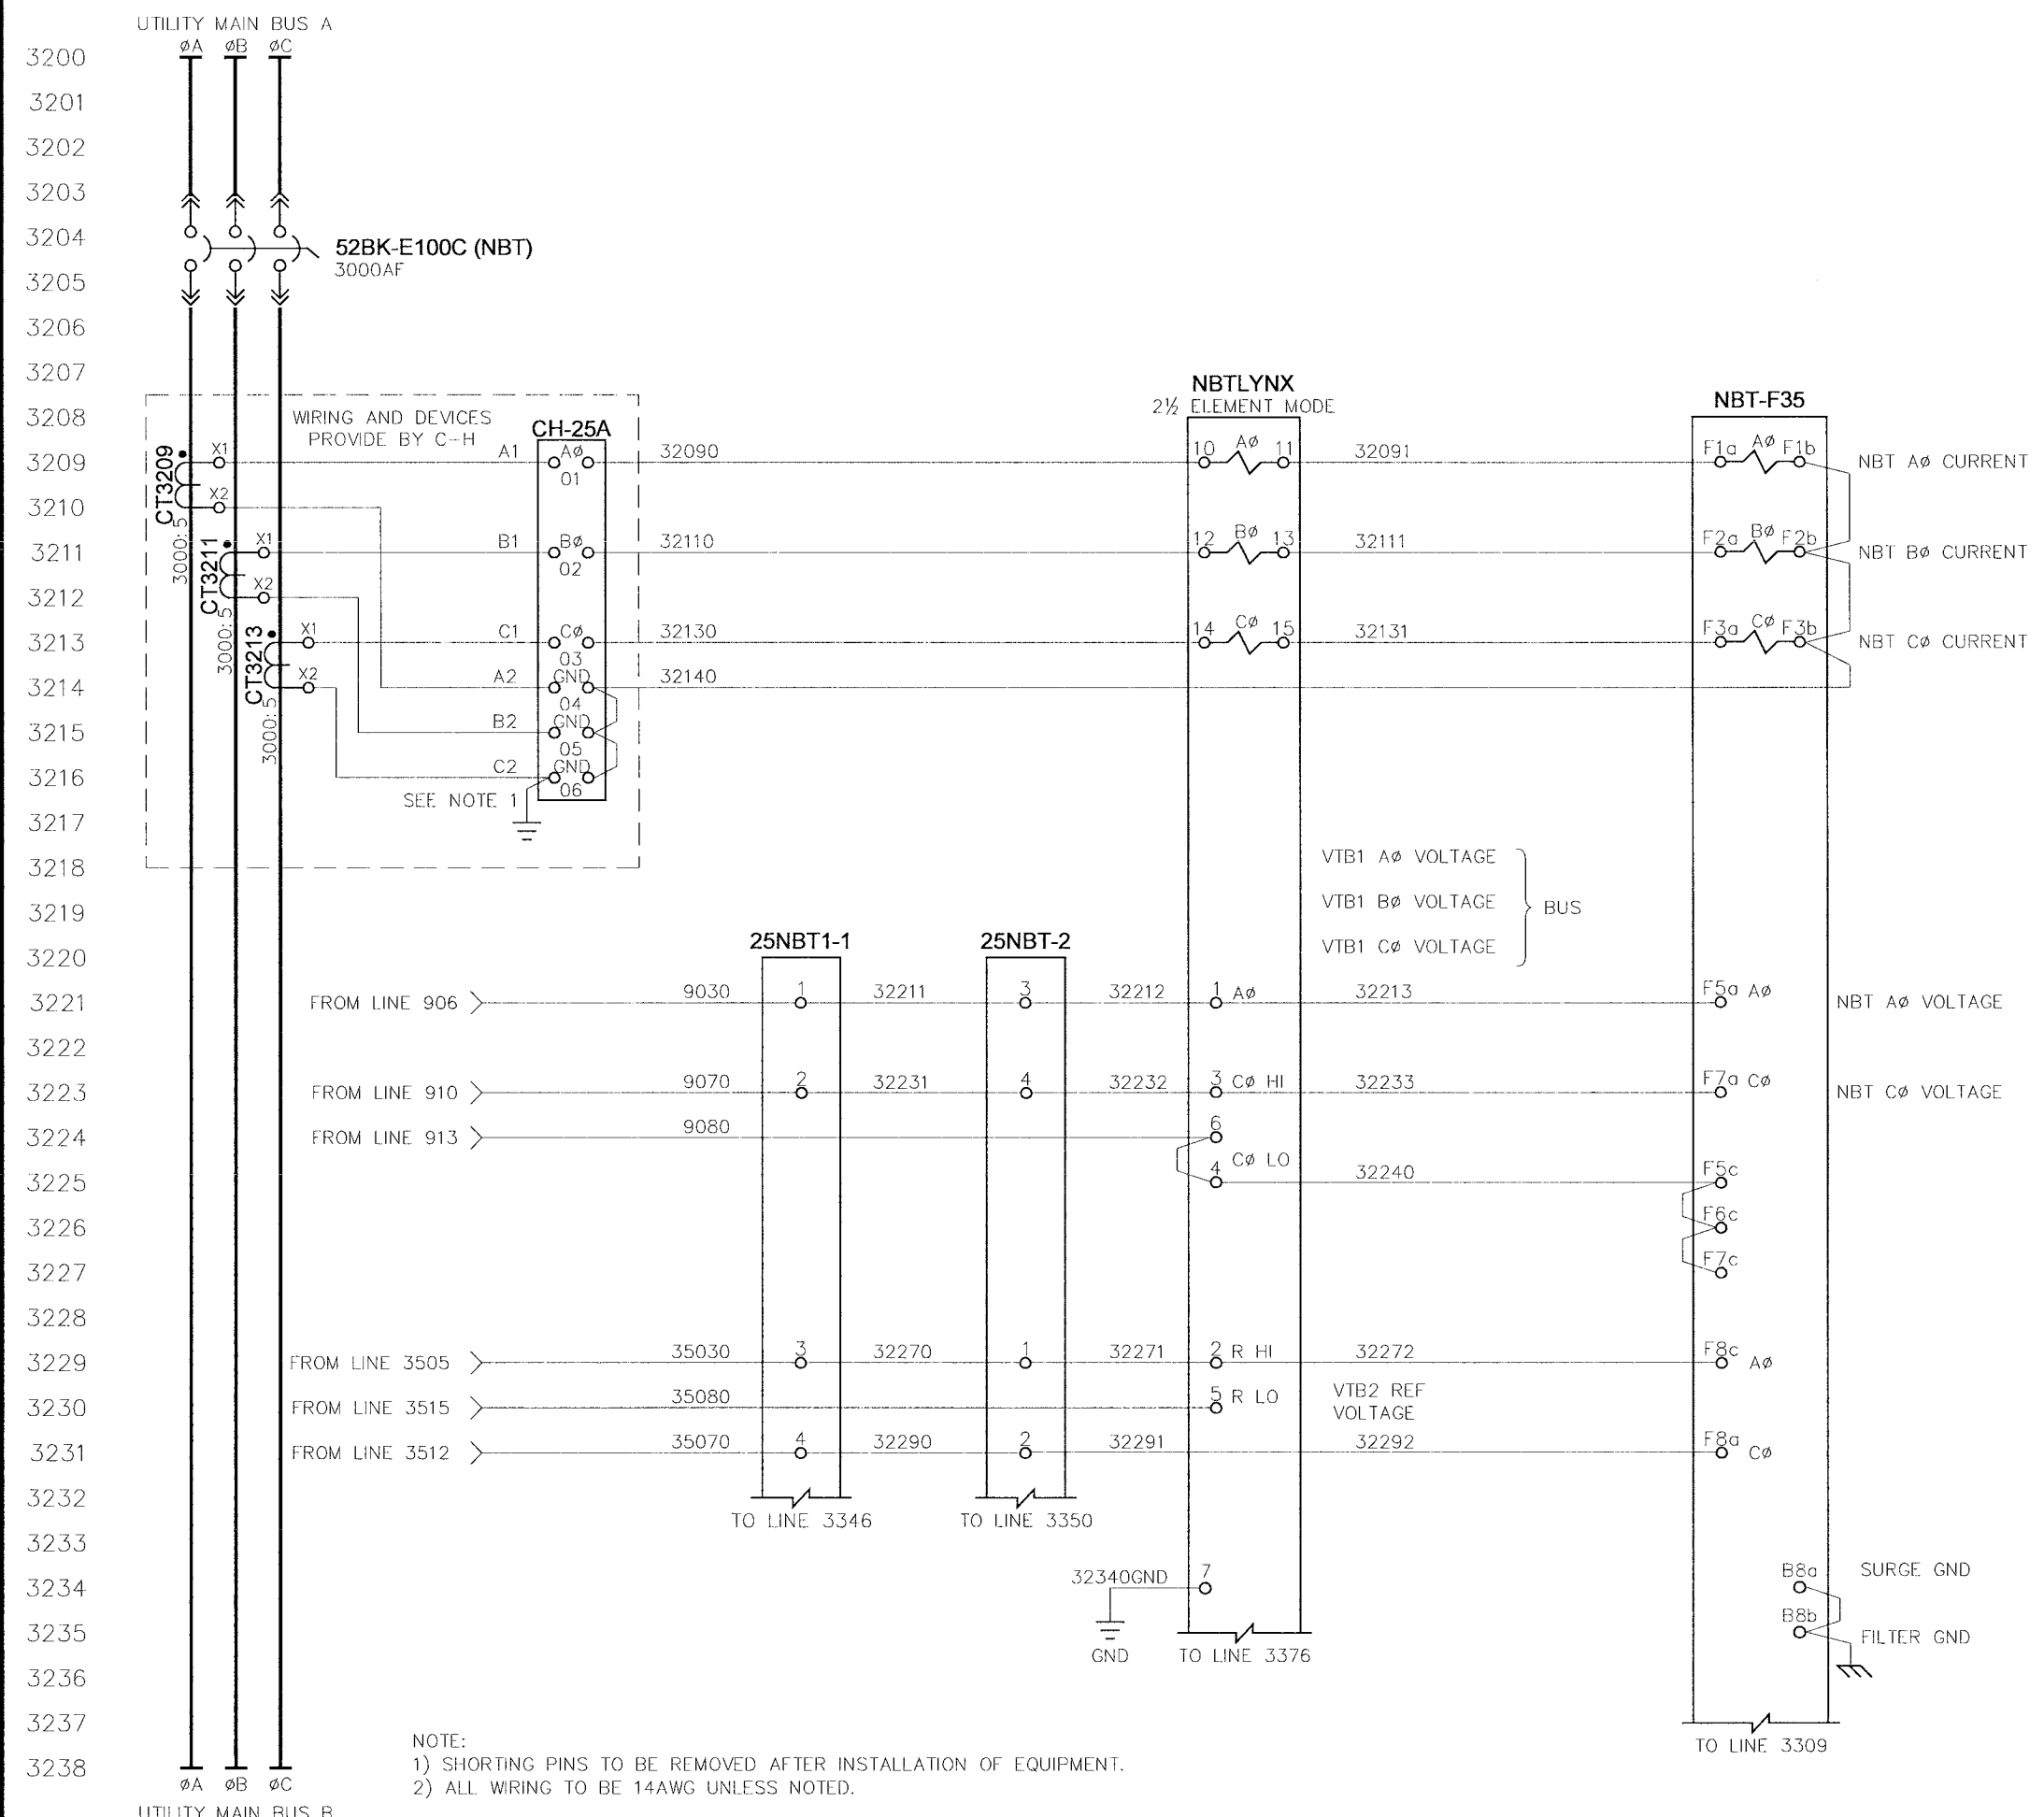 UTILITY MAIN BUS A
3200 øA øB øC
3201
3202
3203
3204
52BK-E100C (NBT)
3000AF
3205
3206
3207
NBTLYNX
2½ ELEMENT MODE
NBT-F35
3208
WIRING AND DEVICES
PROVIDE BY C-H
CH-25A
3209 CT3209 3000:5 X1 A1 Aø 01 32090 10 Aø 11 32091 F1a Aø F1b NBT Aø CURRENT
3210 X2
3211 CT3211 3000:5 X1 B1 Bø 02 32110 12 Bø 13 32111 F2a Bø F2b NBT Bø CURRENT
3212 X2
3213 CT3213 3000:5 X1 C1 Cø 03 32130 14 Cø 15 32131 F3a Cø F3b NBT Cø CURRENT
3214 X2 A2 GND 04 32140
3215 B2 GND 05
3216 C2 GND 06
SEE NOTE 1
3217
3218 VTB1 Aø VOLTAGE
3219 VTB1 Bø VOLTAGE BUS
3220 VTB1 Cø VOLTAGE
25NBT1-1 25NBT-2
3221 FROM LINE 906 9030 1 32211 3 32212 1 Aø 32213 F5a Aø NBT Aø VOLTAGE
3222
3223 FROM LINE 910 9070 2 32231 4 32232 3 Cø HI 32233 F7a Cø NBT Cø VOLTAGE
3224 FROM LINE 913 9080 6
3225 4 Cø LO 32240 F5c
3226 F6c
3227 F7c
3228
3229 FROM LINE 3505 35030 3 32270 1 32271 2 R HI 32272 F8c Aø
3230 FROM LINE 3515 35080 5 R LO VTB2 REF
VOLTAGE
3231 FROM LINE 3512 35070 4 32290 2 32291 32292 F8a Cø
3232
TO LINE 3346 TO LINE 3350
3233
3234 32340GND 7 B8a SURGE GND
3235 B8b FILTER GND
GND TO LINE 3376
3236
3237
TO LINE 3309
3238
NOTE:
1) SHORTING PINS TO BE REMOVED AFTER INSTALLATION OF EQUIPMENT.
2) ALL WIRING TO BE 14AWG UNLESS NOTED.
øA øB øC
UTILITY MAIN BUS B